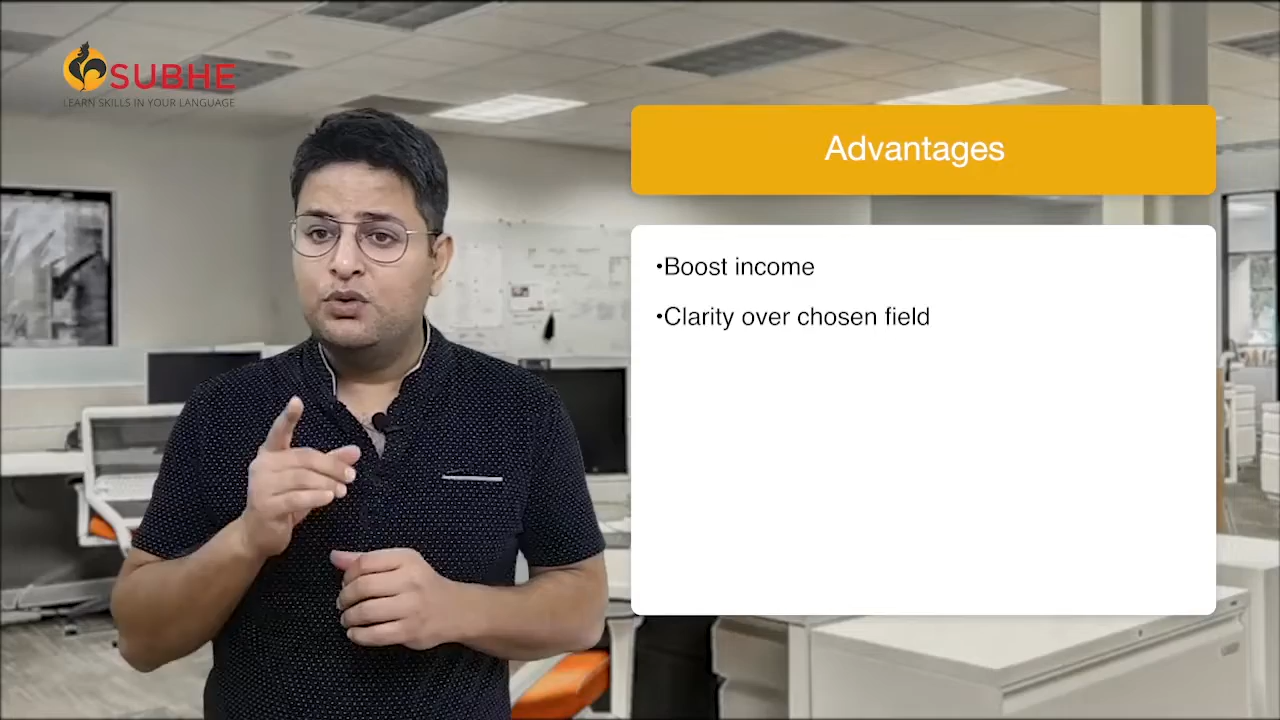 SUBHE
LEARN SKILLS IN YOUR LANGUAGE
Advantages
•Boost income
•Clarity over chosen field